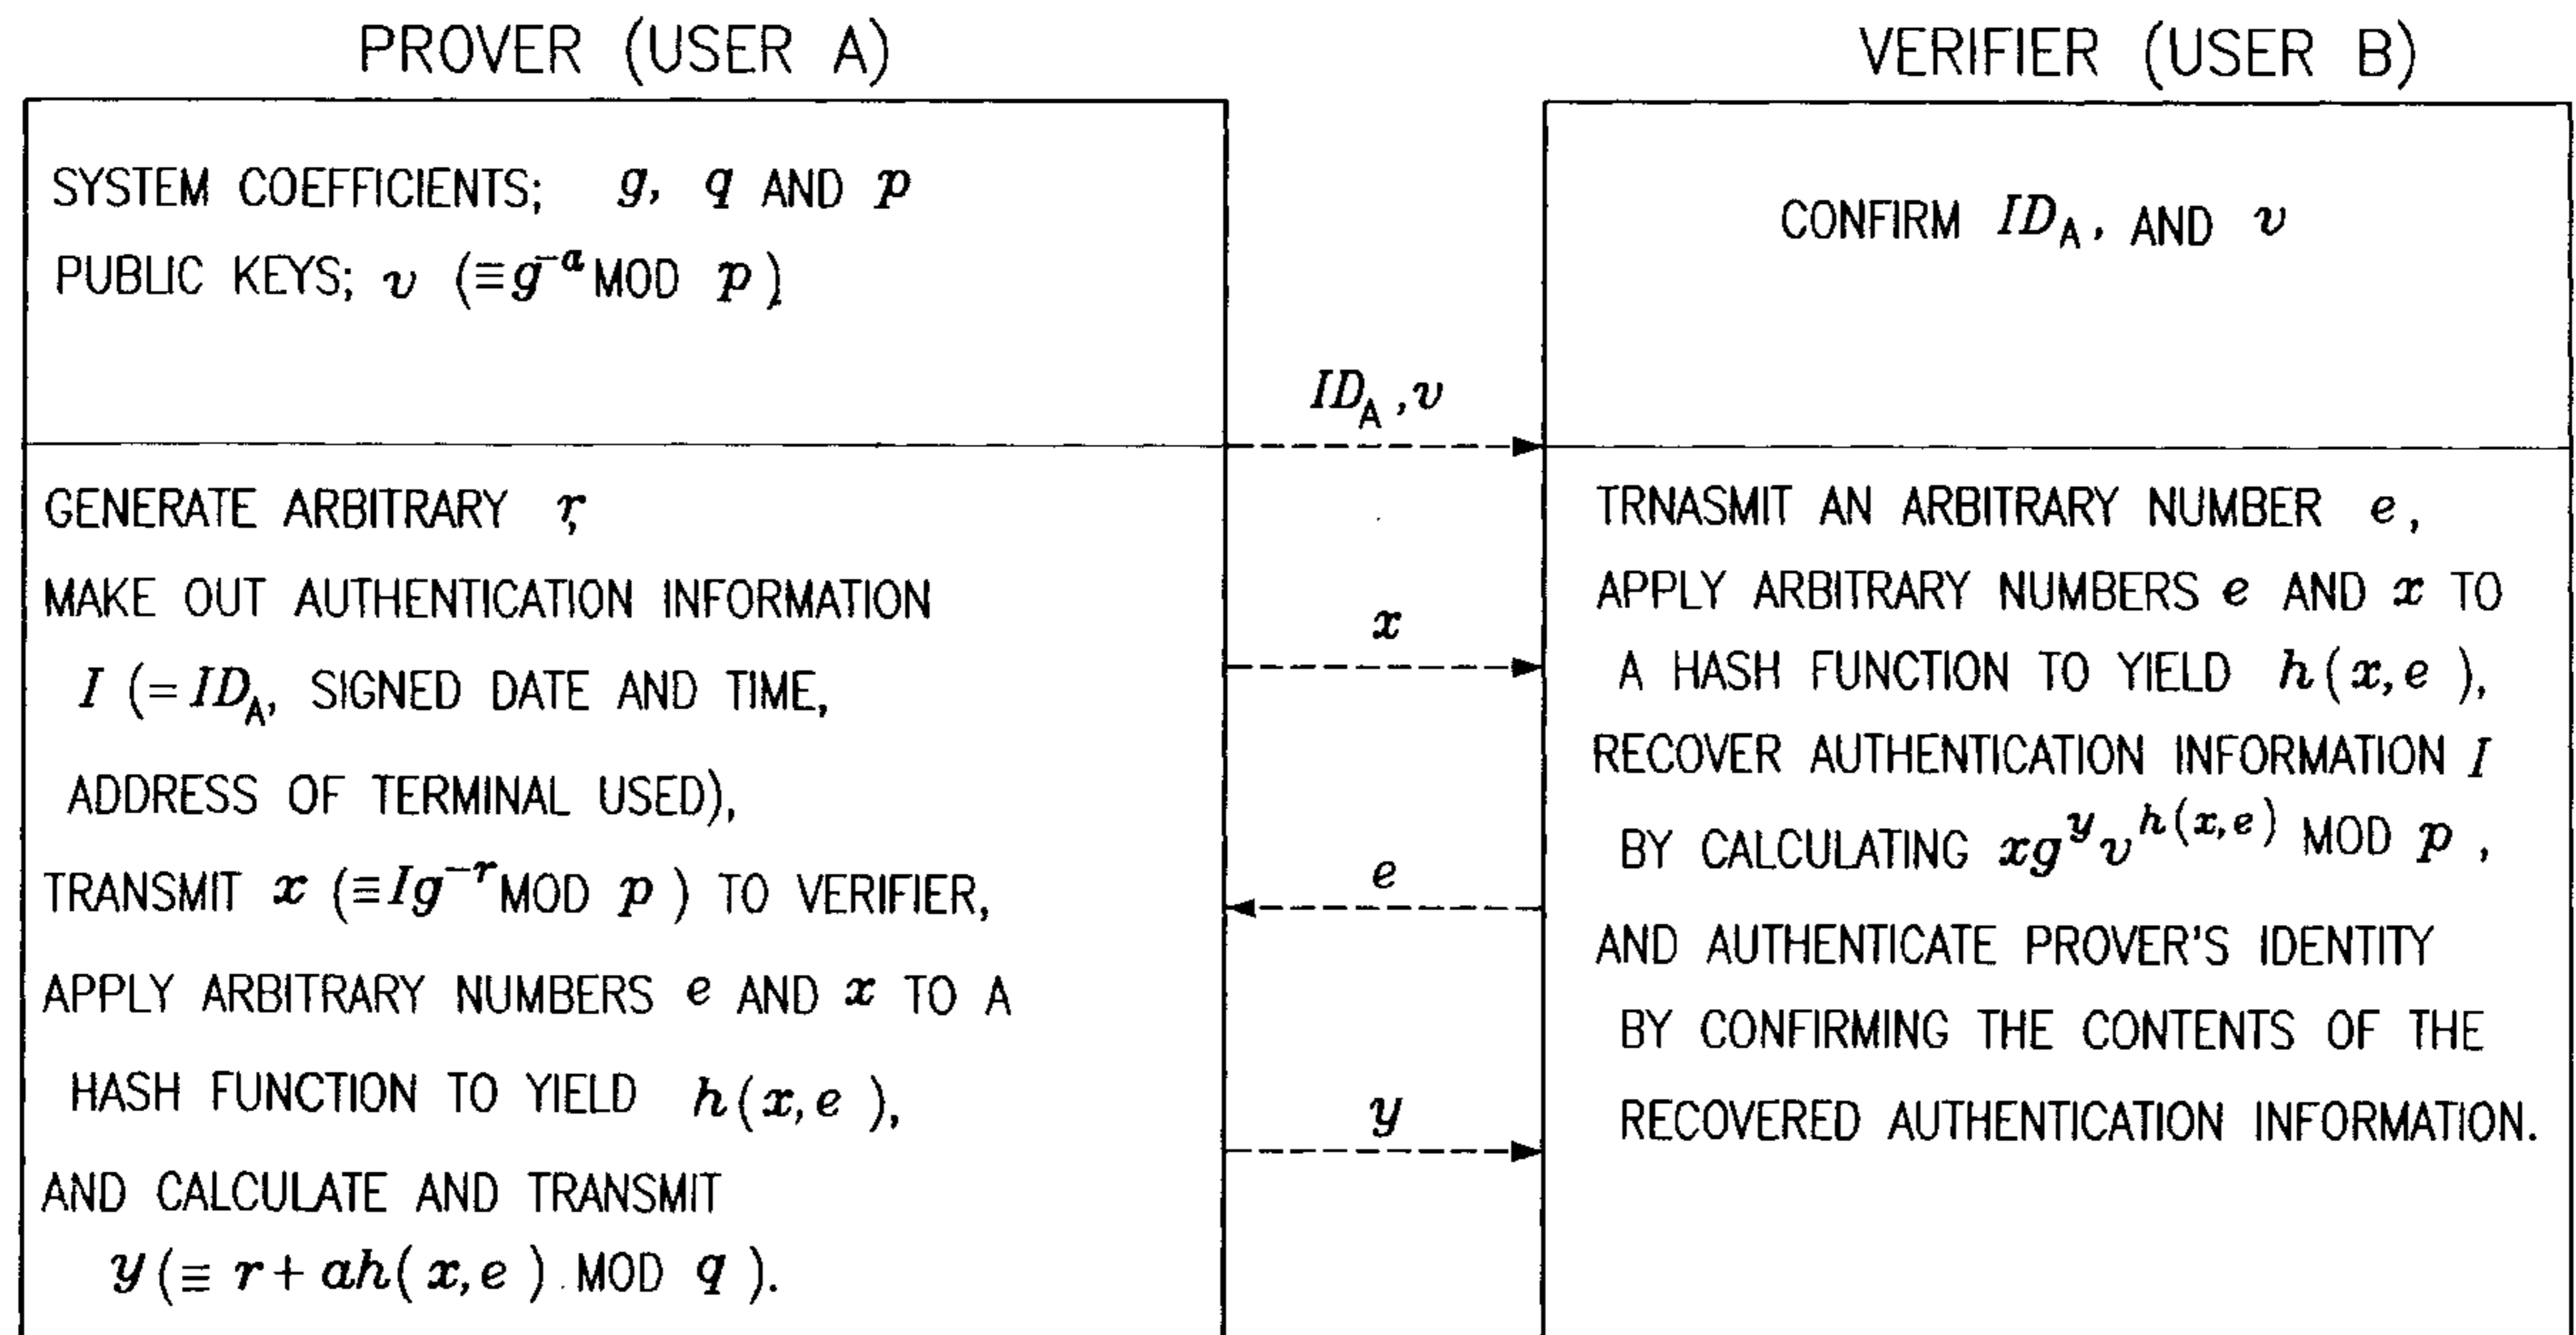 PROVER (USER A)
SYSTEM COEFFICIENTS; g, q AND p
PUBLIC KEYS; v (≡g⁻ᵃ MOD p)
GENERATE ARBITRARY r,
MAKE OUT AUTHENTICATION INFORMATION
I (= ID_A, SIGNED DATE AND TIME,
ADDRESS OF TERMINAL USED),
TRANSMIT x (≡Ig⁻ʳ MOD p ) TO VERIFIER,
APPLY ARBITRARY NUMBERS e AND x TO A
HASH FUNCTION TO YIELD h(x,e ),
AND CALCULATE AND TRANSMIT
y(≡ r+ah( x,e ) MOD q ).
ID_A ,v
x
e
y
VERIFIER (USER B)
CONFIRM ID_A, AND v
TRNASMIT AN ARBITRARY NUMBER e,
APPLY ARBITRARY NUMBERS e AND x TO
A HASH FUNCTION TO YIELD h(x,e ),
RECOVER AUTHENTICATION INFORMATION I
BY CALCULATING xg^y v^h(x,e) MOD p ,
AND AUTHENTICATE PROVER'S IDENTITY
BY CONFIRMING THE CONTENTS OF THE
RECOVERED AUTHENTICATION INFORMATION.